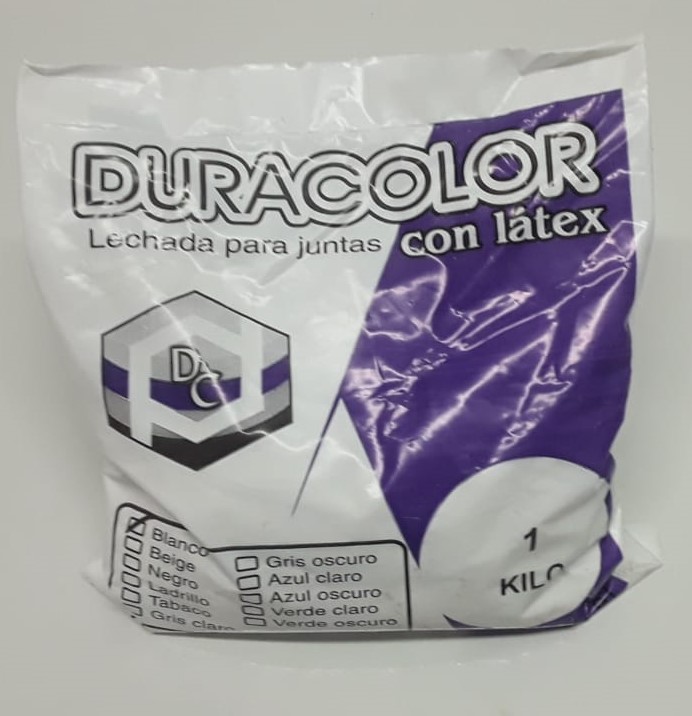 DURACOLOR
Lechada para juntas con látex
DC
Blanco
Beige
Negro
Ladrillo
Tabaco
Gris claro
Gris oscuro
Azul claro
Azul oscuro
Verde claro
Verde oscuro
1
KILO